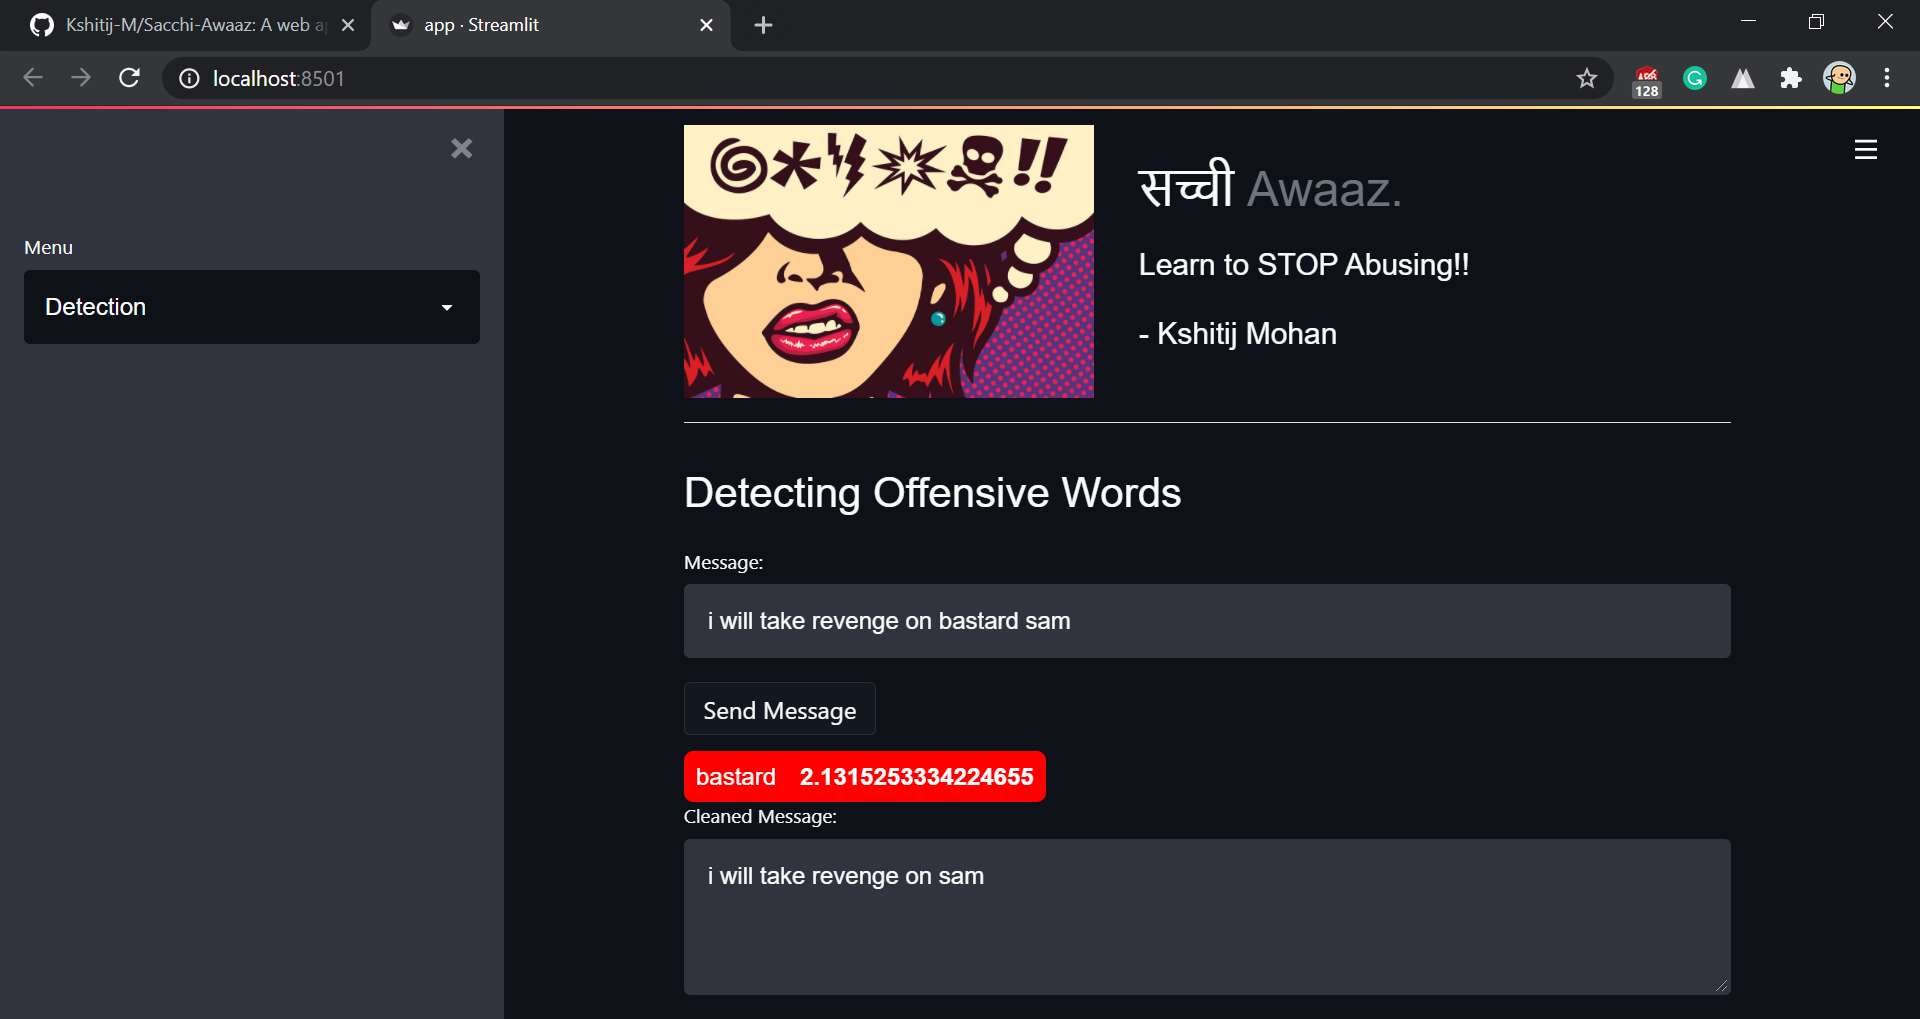 Kshitij-M/Sacchi-Awaaz: A web a
app · Streamlit
localhost:8501
128
Menu
Detection
सच्ची Awaaz.
Learn to STOP Abusing!!
- Kshitij Mohan
Detecting Offensive Words
Message:
i will take revenge on bastard sam
Send Message
bastard 2.1315253334224655
Cleaned Message:
i will take revenge on sam